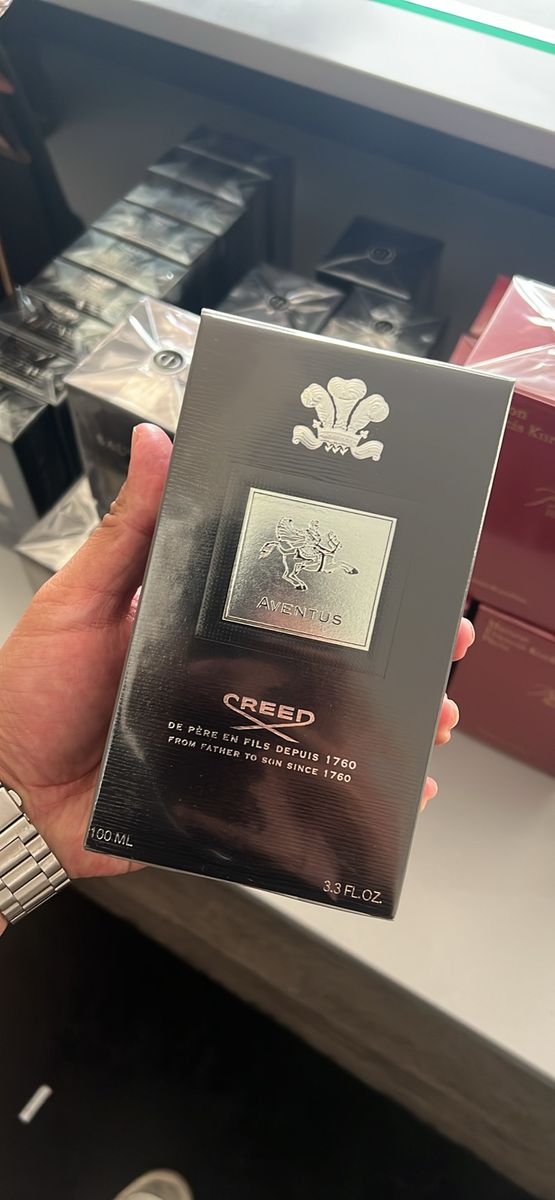 AVENTUS
CREED
DE PÈRE EN FILS DEPUIS 1760
FROM FATHER TO SON SINCE 1760
100 ML
3.3 FL.OZ.